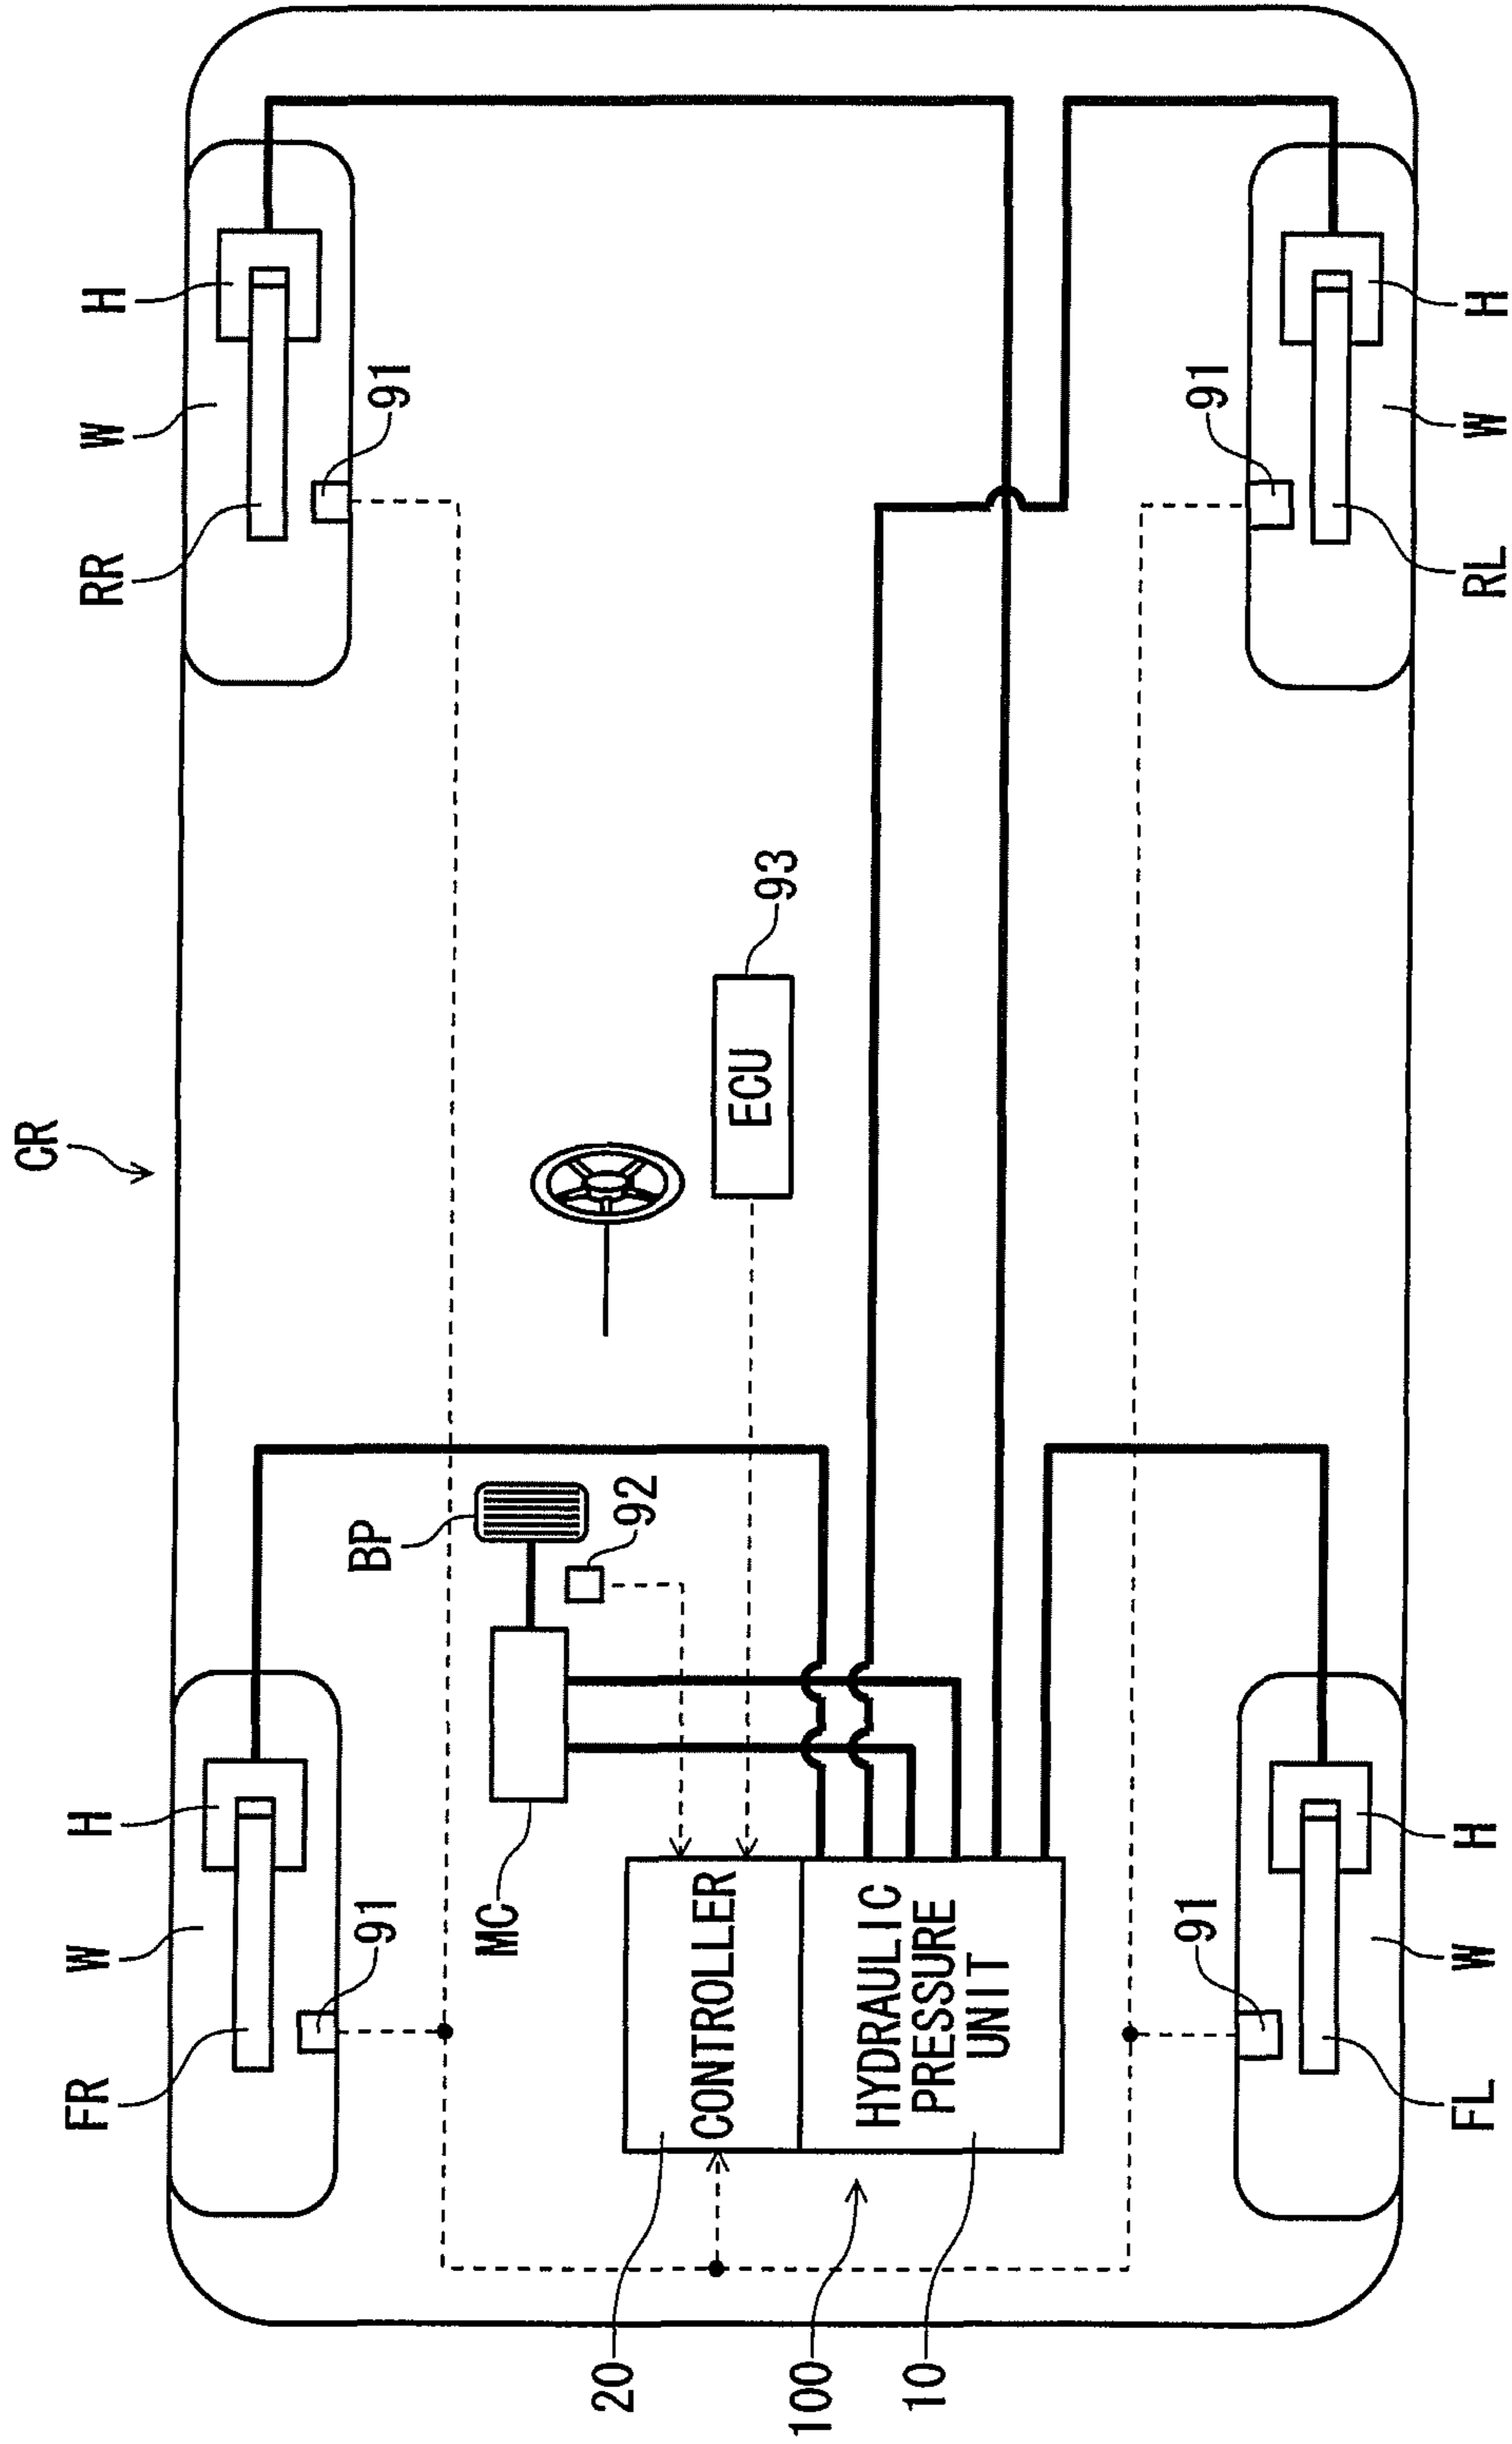 CR
FR
W
H
RR
W
H
91
91
BP
92
MC
ECU
93
20
CONTROLLER
HYDRAULIC
PRESSURE
UNIT
100
10
91
91
FL
W
H
RL
W
H